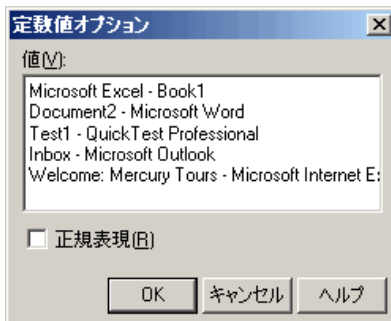 定数値オプション
値(V):
Microsoft Excel - Book1
Document2 - Microsoft Word
Test1 - QuickTest Professional
Inbox - Microsoft Outlook
Welcome: Mercury Tours - Microsoft Internet E
正規表現(R)
OK キャンセル ヘルプ